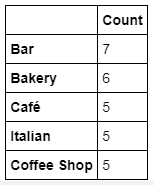 Count
Bar 7
Bakery 6
Café 5
Italian 5
Coffee Shop 5